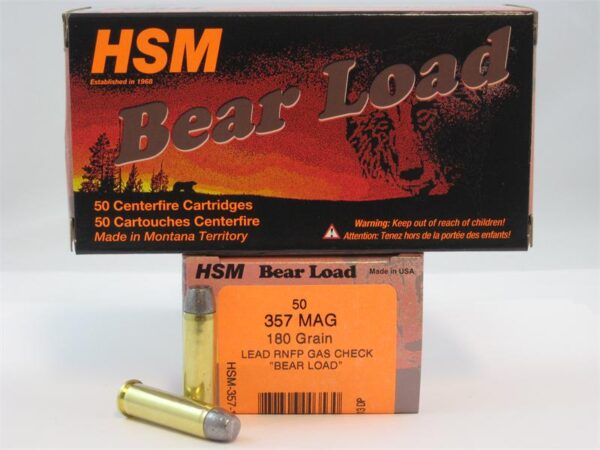 HSM
Established in 1968
Bear Load
50 Centerfire Cartridges
50 Cartouches Centerfire
Made in Montana Territory
Warning: Keep out of reach of children!
Attention: Tenez hors de la portée des enfants!
HSM Bear Load Made in USA
50
357 MAG
180 Grain
LEAD RNFP GAS CHECK
"BEAR LOAD"
HSM-357-